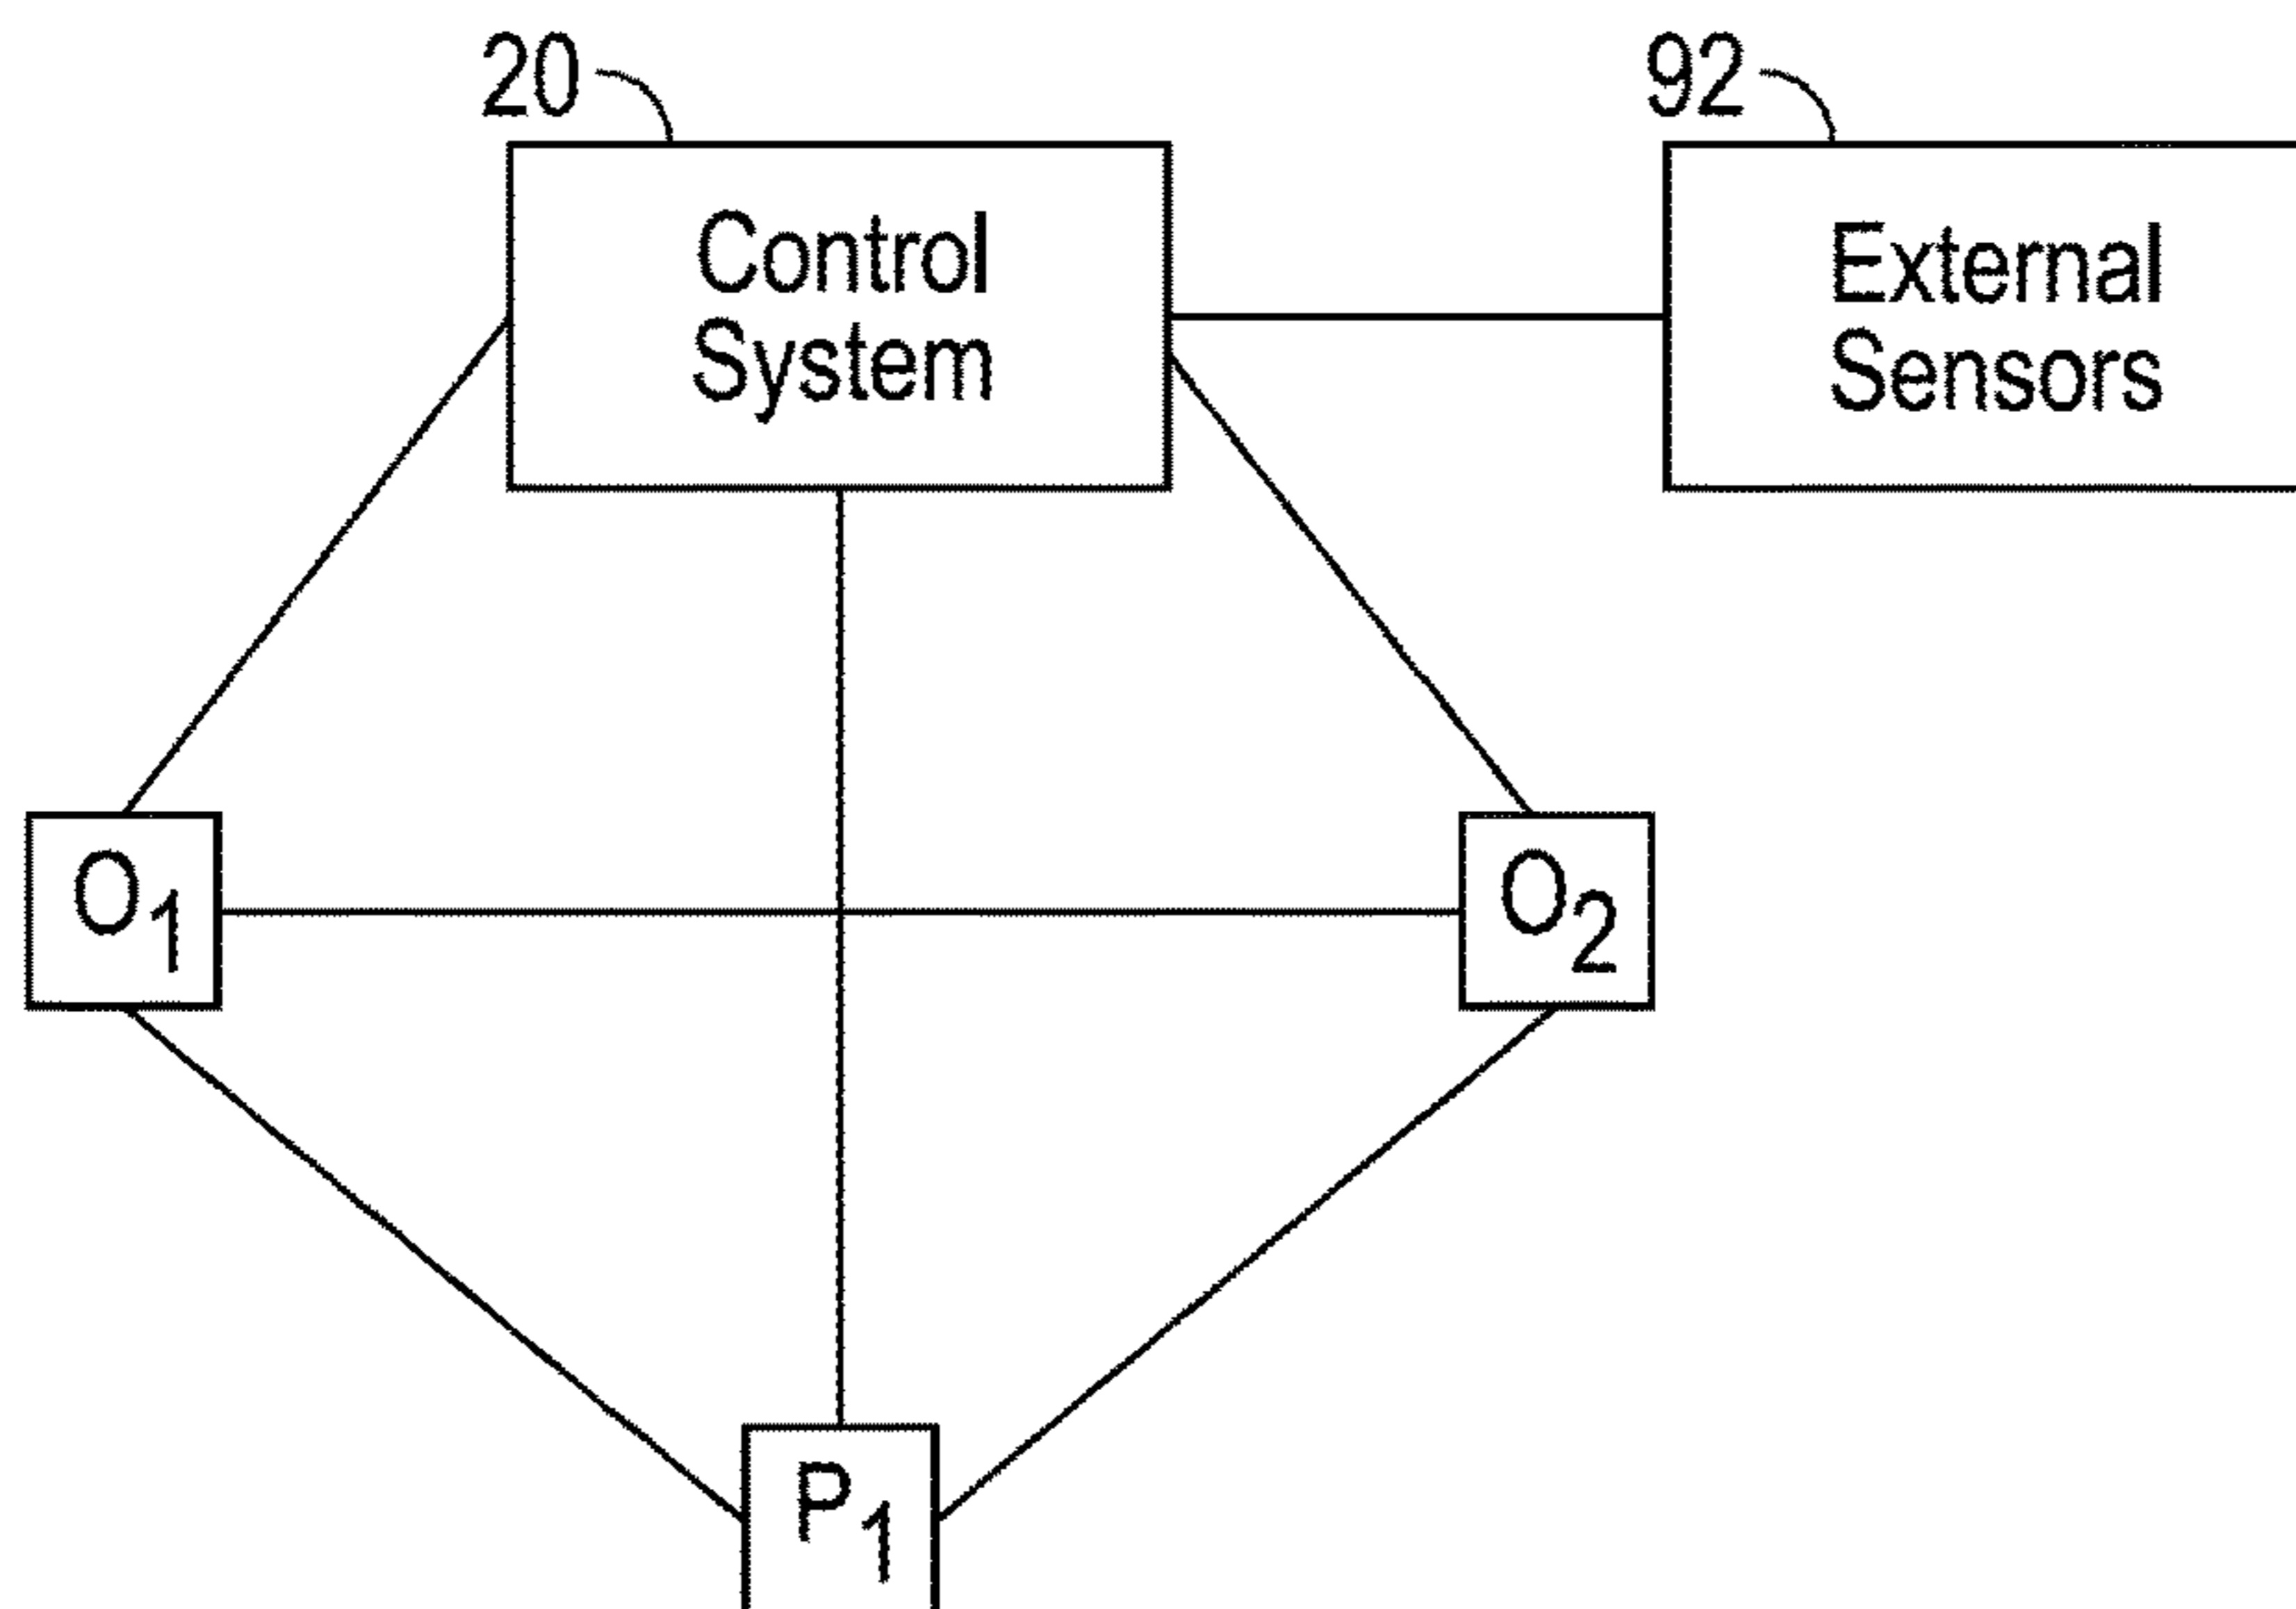 20
92
Control
System
External
Sensors
O1
O2
P1